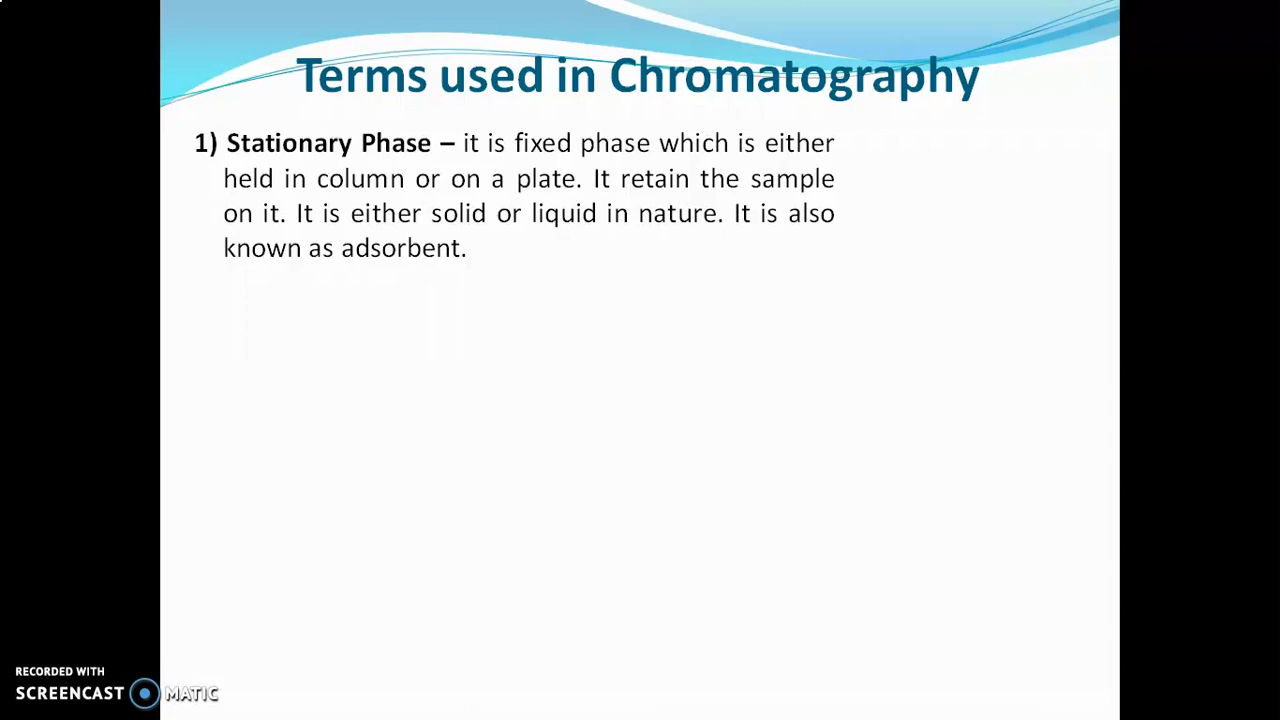 Terms used in Chromatography
1) Stationary Phase – it is fixed phase which is either
held in column or on a plate. It retain the sample
on it. It is either solid or liquid in nature. It is also
known as adsorbent.
RECORDED WITH
SCREENCAST MATIC